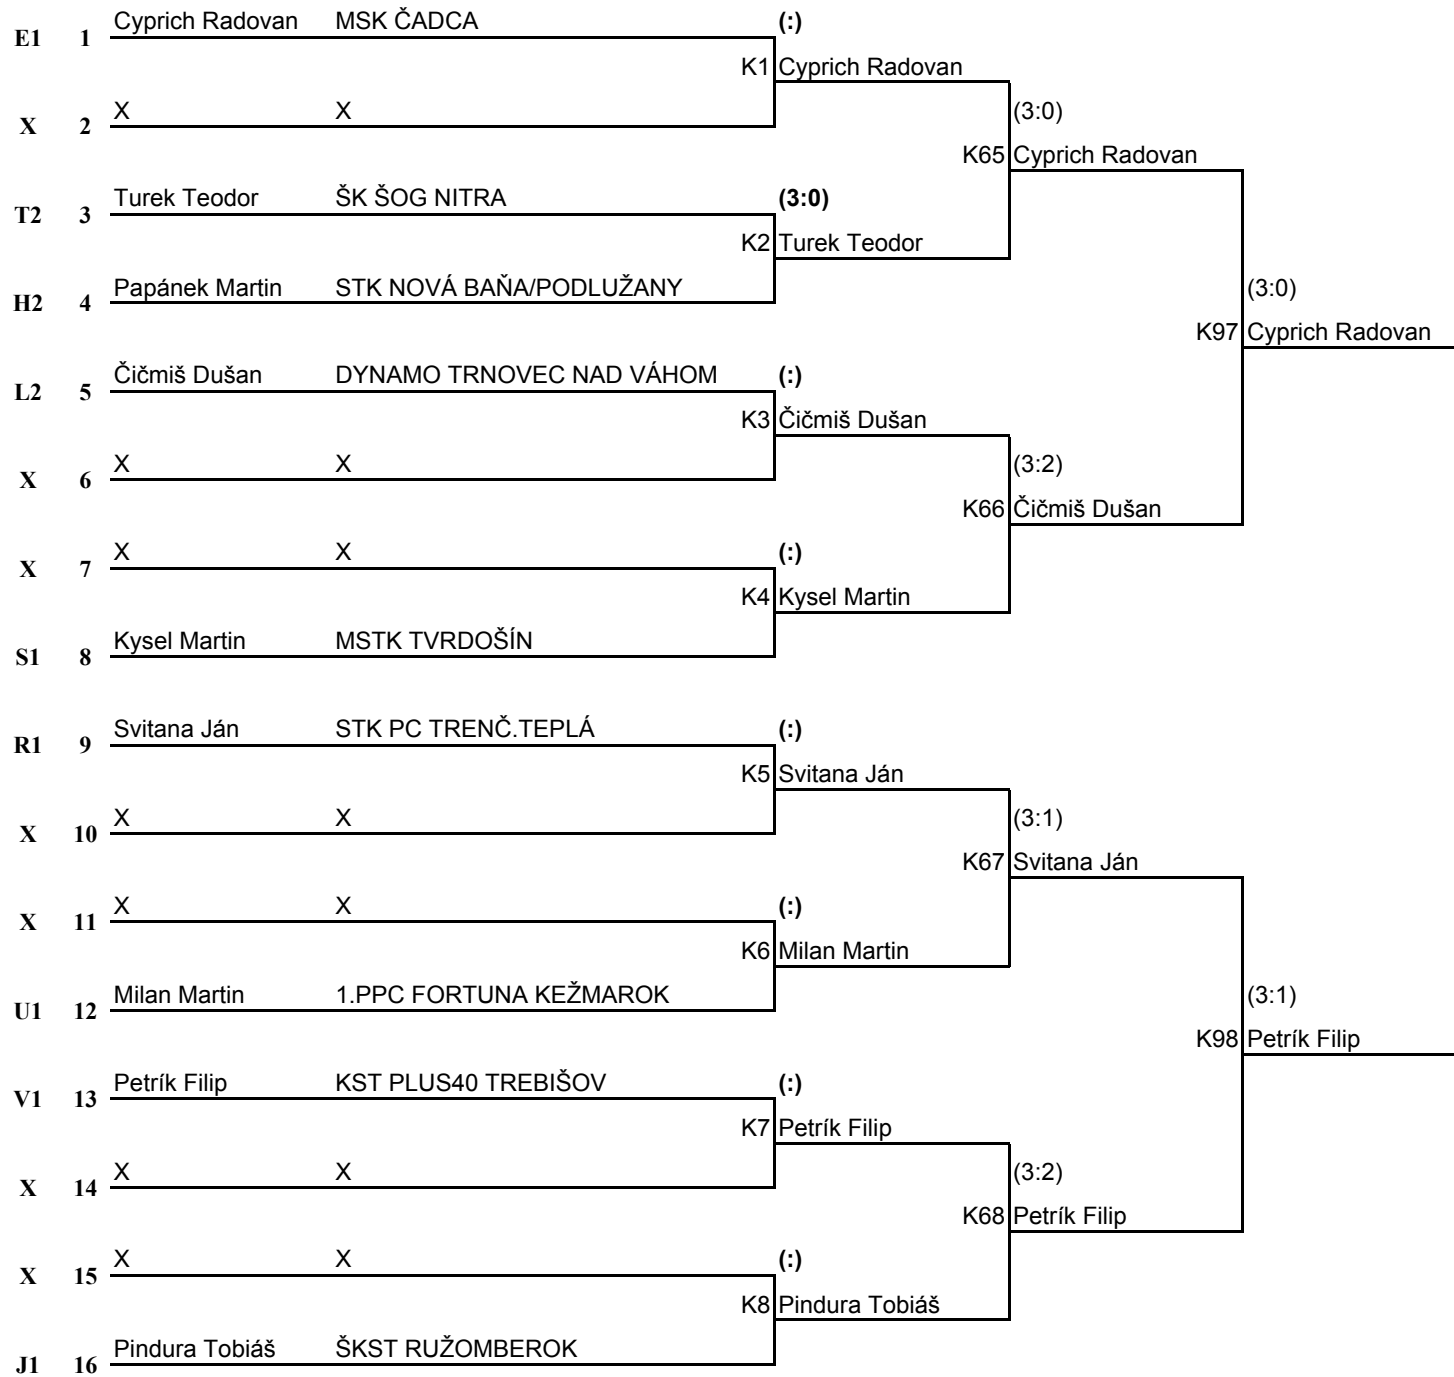 E1 1 Cyprich Radovan MSK ČADCA (:)
K1 Cyprich Radovan
X 2 X X (3:0)
K65 Cyprich Radovan
T2 3 Turek Teodor ŠK ŠOG NITRA (3:0)
K2 Turek Teodor
H2 4 Papánek Martin STK NOVÁ BAŇA/PODLUŽANY (3:0)
K97 Cyprich Radovan
L2 5 Čičmiš Dušan DYNAMO TRNOVEC NAD VÁHOM (:)
K3 Čičmiš Dušan
X 6 X X (3:2)
K66 Čičmiš Dušan
X 7 X X (:)
K4 Kysel Martin
S1 8 Kysel Martin MSTK TVRDOŠÍN
R1 9 Svitana Ján STK PC TRENČ.TEPLÁ (:)
K5 Svitana Ján
X 10 X X (3:1)
K67 Svitana Ján
X 11 X X (:)
K6 Milan Martin
U1 12 Milan Martin 1.PPC FORTUNA KEŽMAROK (3:1)
K98 Petrík Filip
V1 13 Petrík Filip KST PLUS40 TREBIŠOV (:)
K7 Petrík Filip
X 14 X X (3:2)
K68 Petrík Filip
X 15 X X (:)
K8 Pindura Tobiáš
J1 16 Pindura Tobiáš ŠKST RUŽOMBEROK